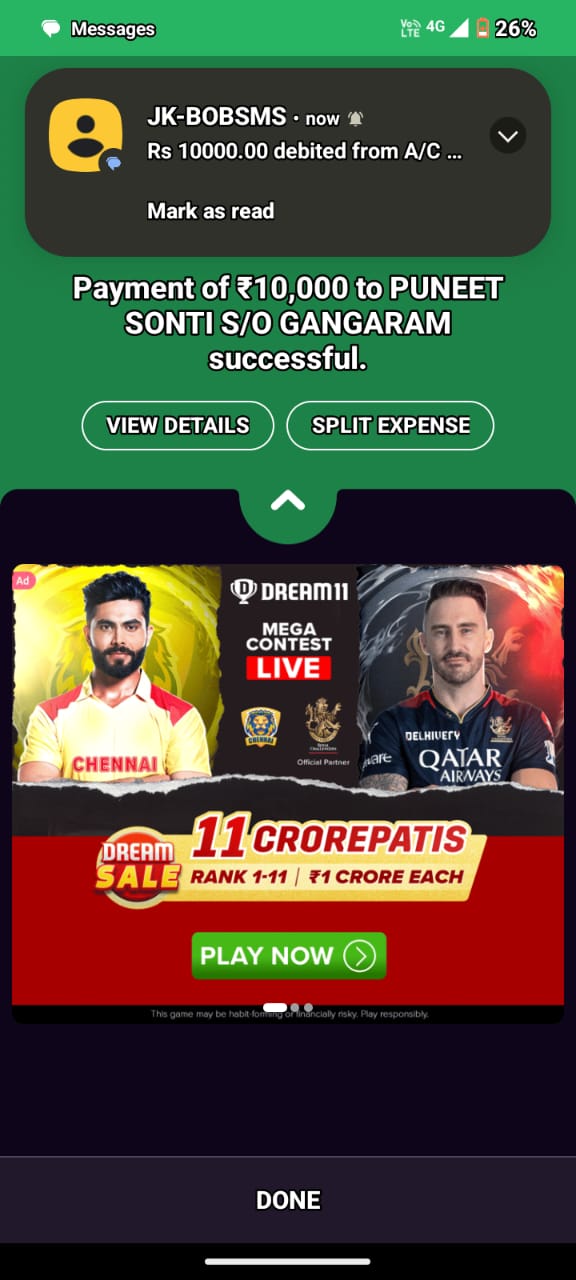 Messages
Vo LTE 4G 26%
JK-BOBSMS • now
Rs 10000.00 debited from A/C ...
Mark as read
Payment of ₹10,000 to PUNEET
SONTI S/O GANGARAM
successful.
VIEW DETAILS SPLIT EXPENSE
Ad
DREAM11
MEGA
CONTEST
LIVE
CHENNAI
Official Partner
DELHIVERY
CHENNAI
QATAR
AIRWAYS
11 CROREPATIS
DREAM
SALE
RANK 1-11 | ₹1 CRORE EACH
PLAY NOW
This game may be habit-forming or financially risky. Play responsibly.
DONE